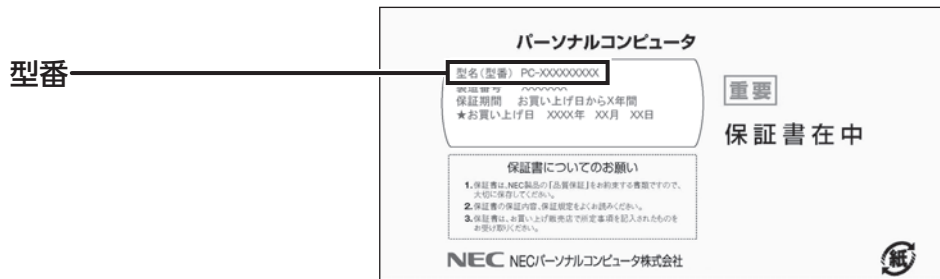 型番
パーソナルコンピュータ
型名(型番) PC-XXXXXXXXX
製造番号 XXXXXXX
保証期間 お買い上げ日からX年間
★お買い上げ日 XXXX年 XX月 XX日
重要
保証書在中
保証書についてのお願い
1.保証書は、NEC製品の「品質保証」をお約束する書類ですので、
大切に保存してください。
2.保証書の保証内容、保証規定をよくお読みください。
3.保証書は、お買い上げ販売店で所定事項を記入されたものを
お受け取りください。
NEC NECパーソナルコンピュータ株式会社
紙